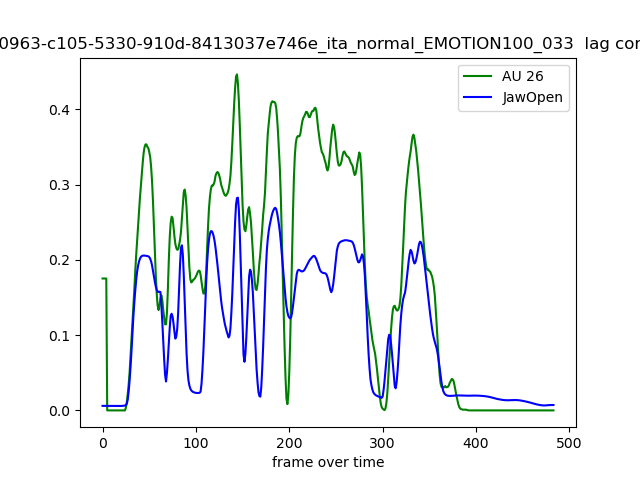 0963-c105-5330-910d-8413037e746e_ita_normal_EMOTION100_033 lag cor
AU 26
JawOpen
0.4
0.3
0.2
0.1
0.0
0 100 200 300 400 500
frame over time